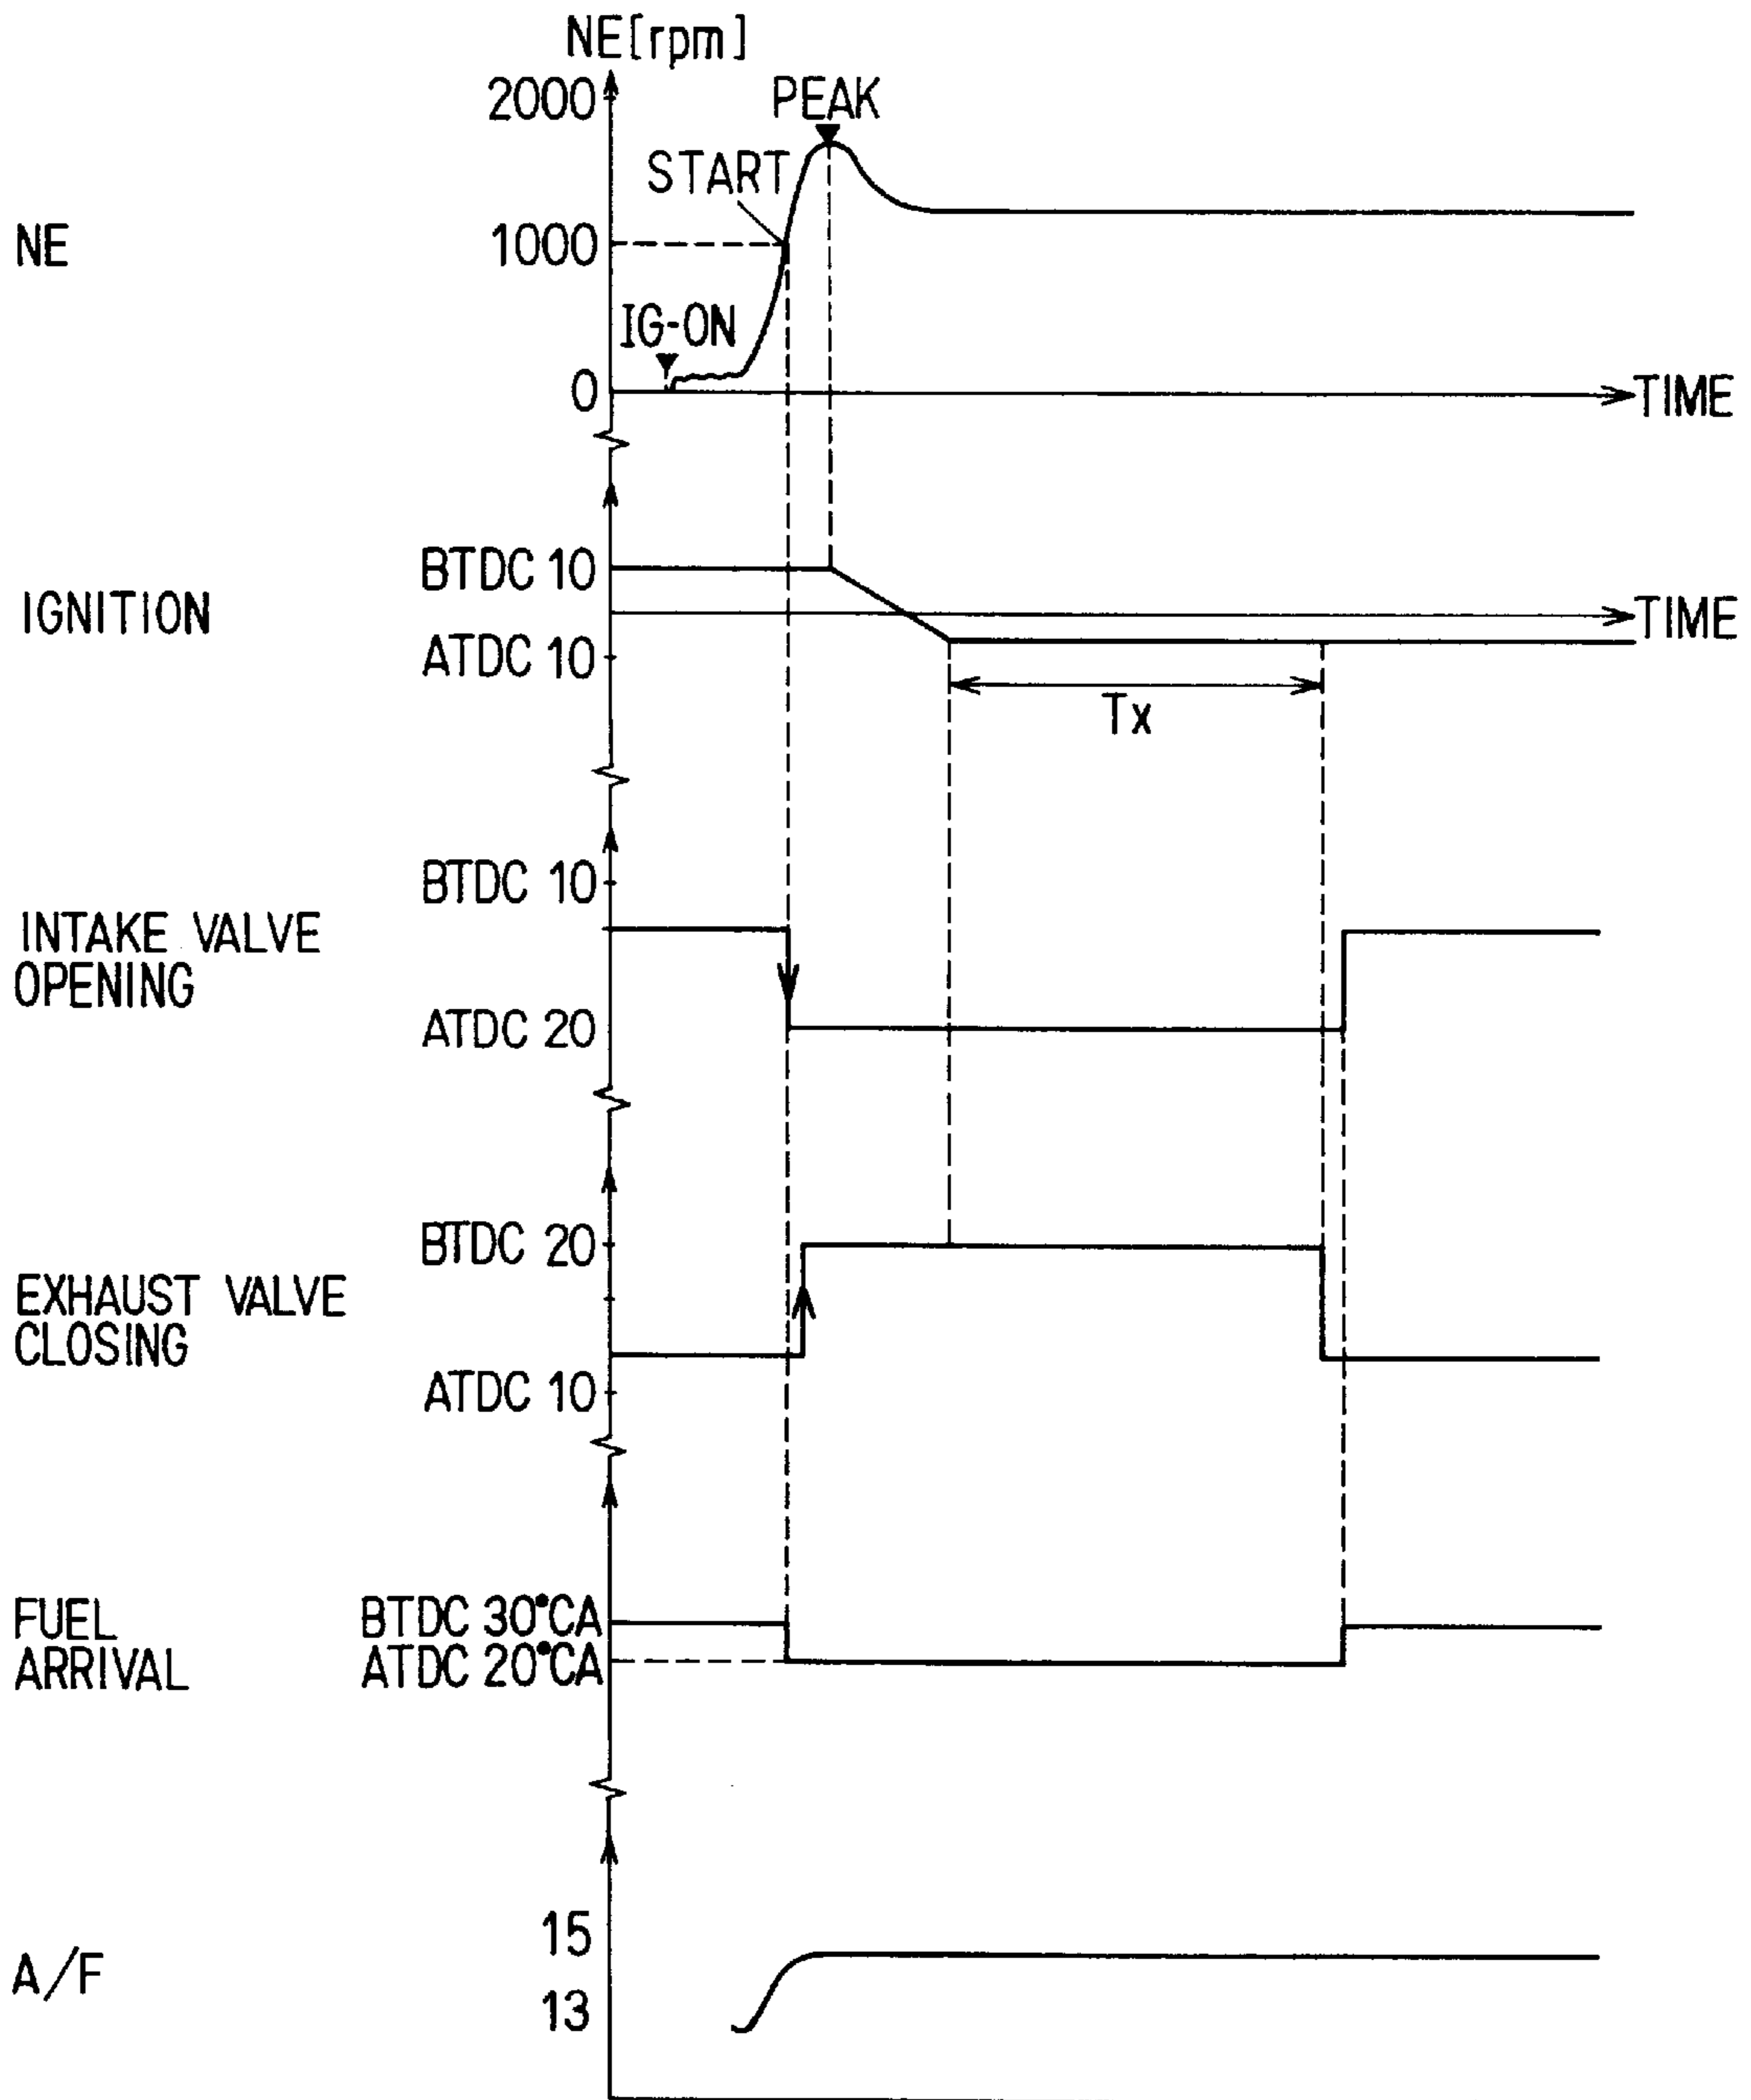 NE[rpm]
2000
PEAK
START
NE
1000
IG-ON
0
TIME
BTDC 10
IGNITION
TIME
ATDC 10
Tx
BTDC 10
INTAKE VALVE
OPENING
ATDC 20
BTDC 20
EXHAUST VALVE
CLOSING
ATDC 10
FUEL
ARRIVAL
BTDC 30°CA
ATDC 20°CA
15
A/F
13